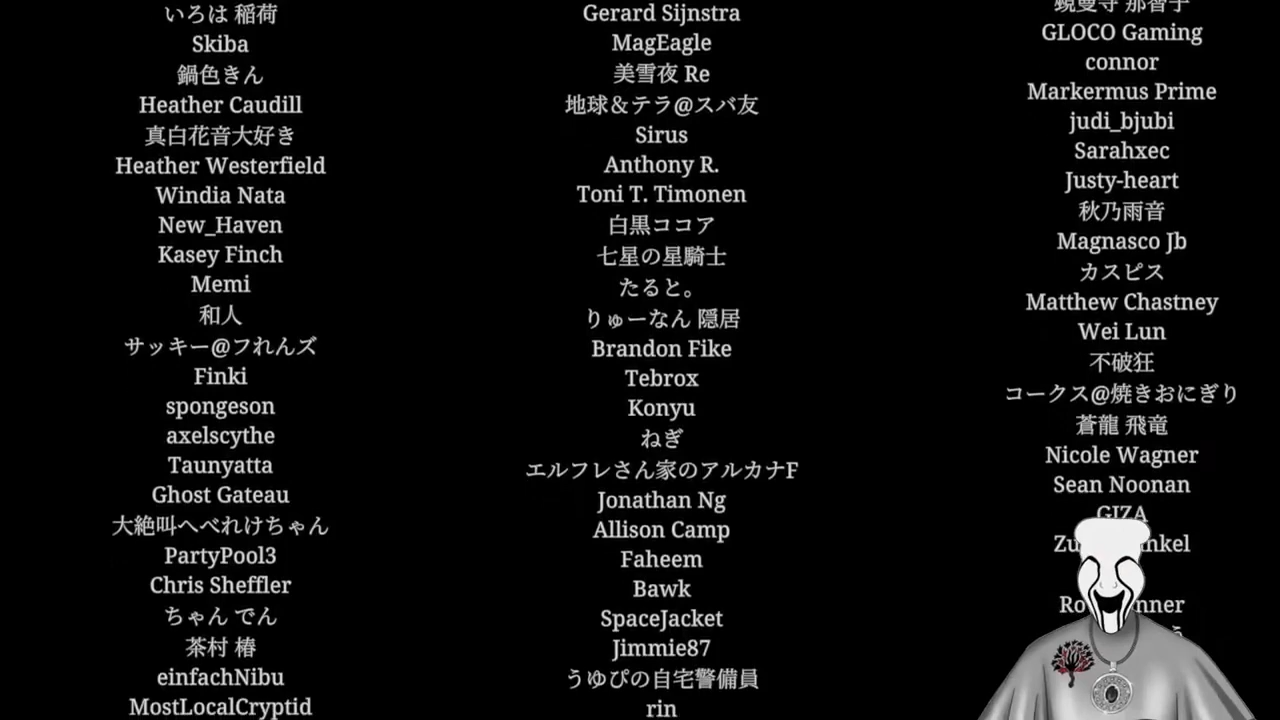 いろは 稲荷
Skiba
鍋色きん
Heather Caudill
真白花音大好き
Heather Westerfield
Windia Nata
New_Haven
Kasey Finch
Memi
和人
サッキー@フれんズ
Finki
spongeson
axelscythe
Taunyatta
Ghost Gateau
大絶叫へべれけちゃん
PartyPool3
Chris Sheffler
ちゃん でん
茶村 椿
einfachNibu
MostLocalCryptid
Gerard Sijnstra
MagEagle
美雪夜 Re
地球＆テラ@スバ友
Sirus
Anthony R.
Toni T. Timonen
白黒ココア
七星の星騎士
たると。
りゅーなん 隠居
Brandon Fike
Tebrox
Konyu
ねぎ
エルフレさん家のアルカナF
Jonathan Ng
Allison Camp
Faheem
Bawk
SpaceJacket
Jimmie87
うゆぴの自宅警備員
rin
那智子
GLOCO Gaming
connor
Markermus Prime
judi_bjubi
Sarahxec
Justy-heart
秋乃雨音
Magnasco Jb
カスピス
Matthew Chastney
Wei Lun
不破狂
コークス@焼きおにぎり
蒼龍 飛竜
Nicole Wagner
Sean Noonan
GIZA